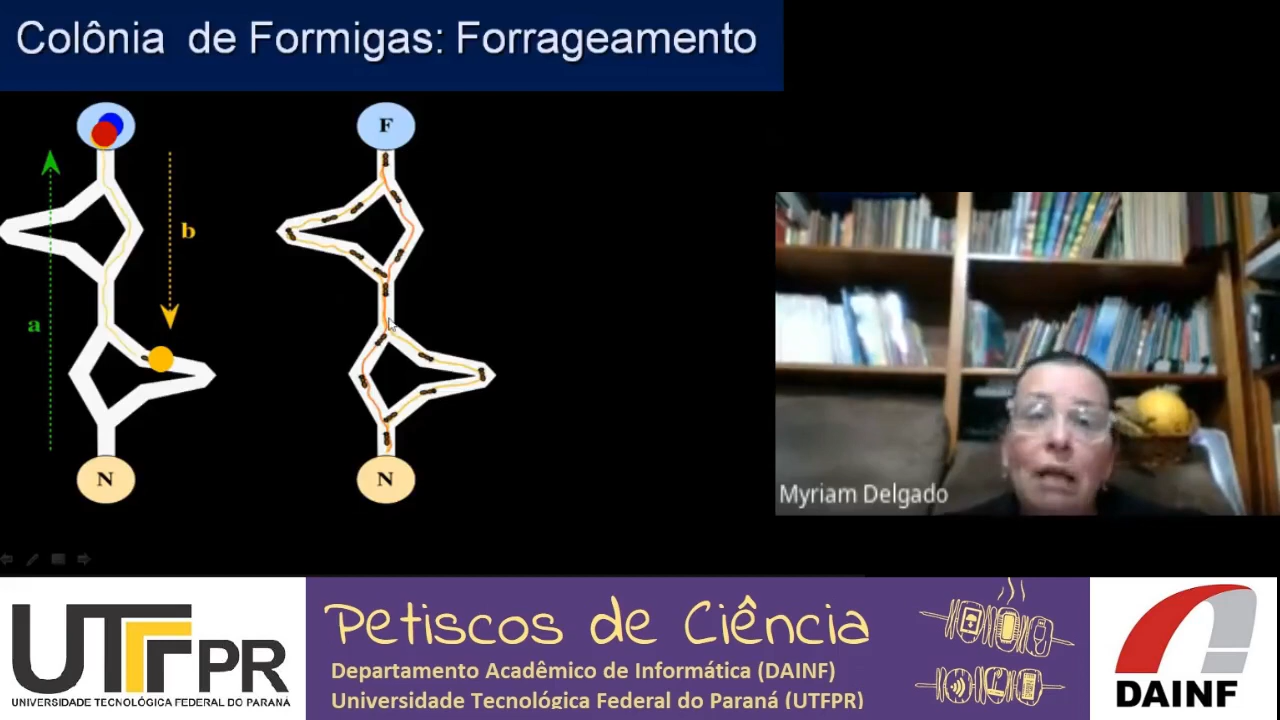 Colônia de Formigas: Forrageamento
F
b
a
N
N
Myriam Delgado
UTFPR
UNIVERSIDADE TECNOLÓGICA FEDERAL DO PARANÁ
Petiscos de Ciência
Departamento Acadêmico de Informática (DAINF)
Universidade Tecnológica Federal do Paraná (UTFPR)
DAINF